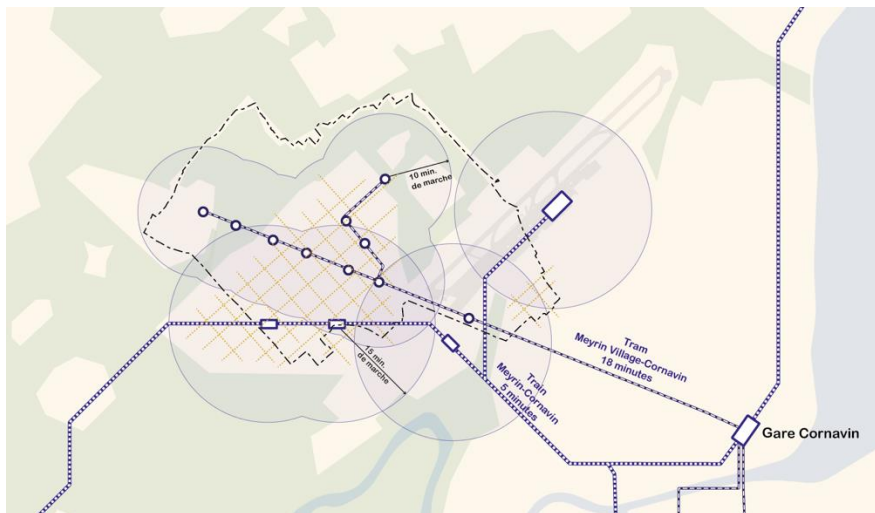 10 min.
de marche
15 min.
de marche
Tram
Meyrin Village-Cornavin
18 minutes
Train
Meyrin-Cornavin
5 minutes
Gare Cornavin